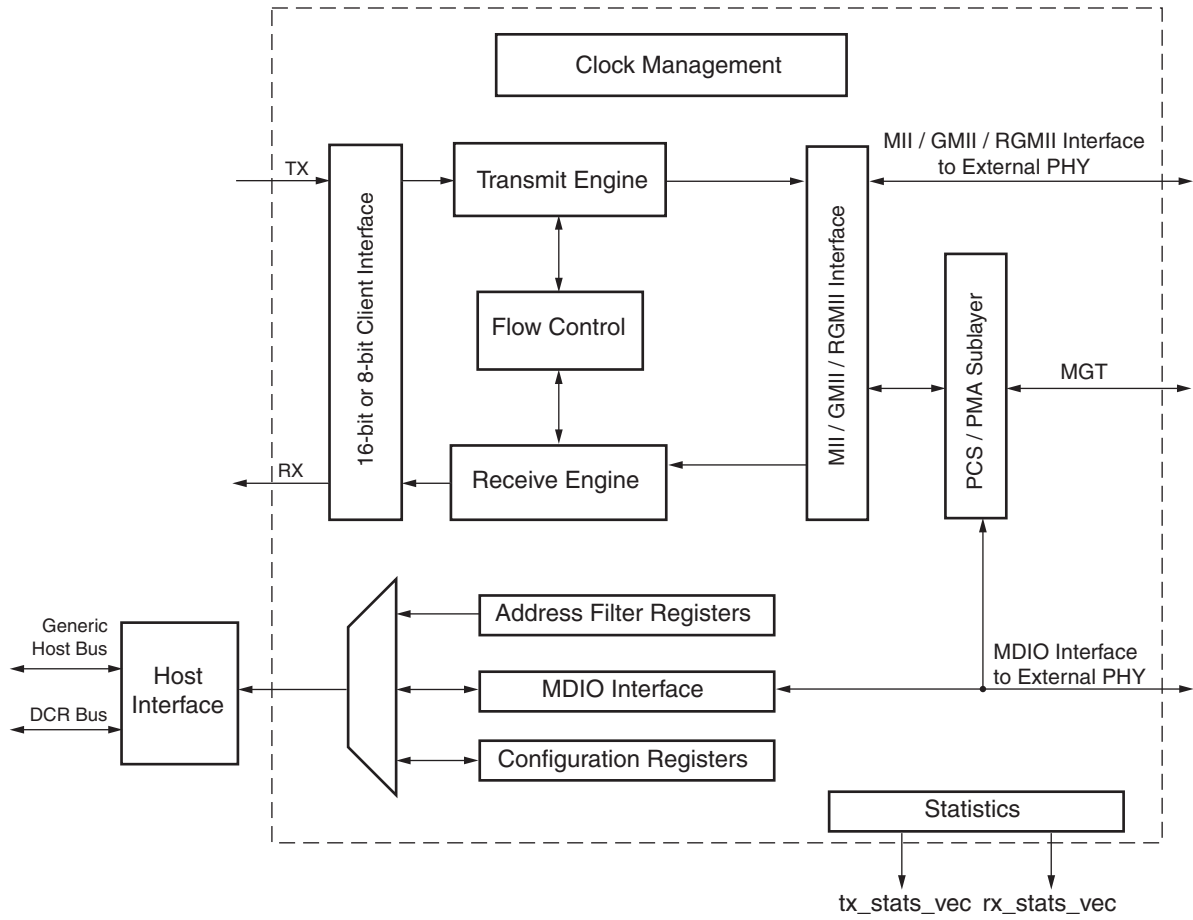 Clock Management
MII / GMII / RGMII Interface
to External PHY
TX
Transmit Engine
16-bit or 8-bit Client Interface
Flow Control
MII / GMII / RGMII Interface
PCS / PMA Sublayer
MGT
RX
Receive Engine
Address Filter Registers
Generic
Host Bus
Host
Interface
MDIO Interface
MDIO Interface
to External PHY
DCR Bus
Configuration Registers
Statistics
tx_stats_vec rx_stats_vec